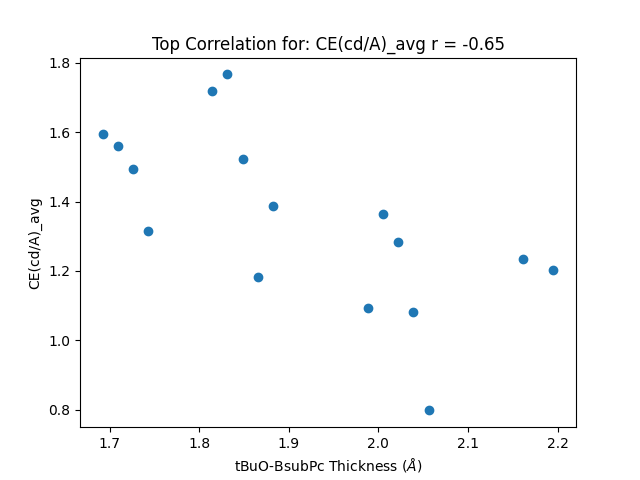 Top Correlation for: CE(cd/A)_avg r = -0.65
1.8
1.6
1.4
1.2
1.0
0.8
CE(cd/A)_avg
1.7 1.8 1.9 2.0 2.1 2.2
tBuO-BsubPc Thickness (Å)